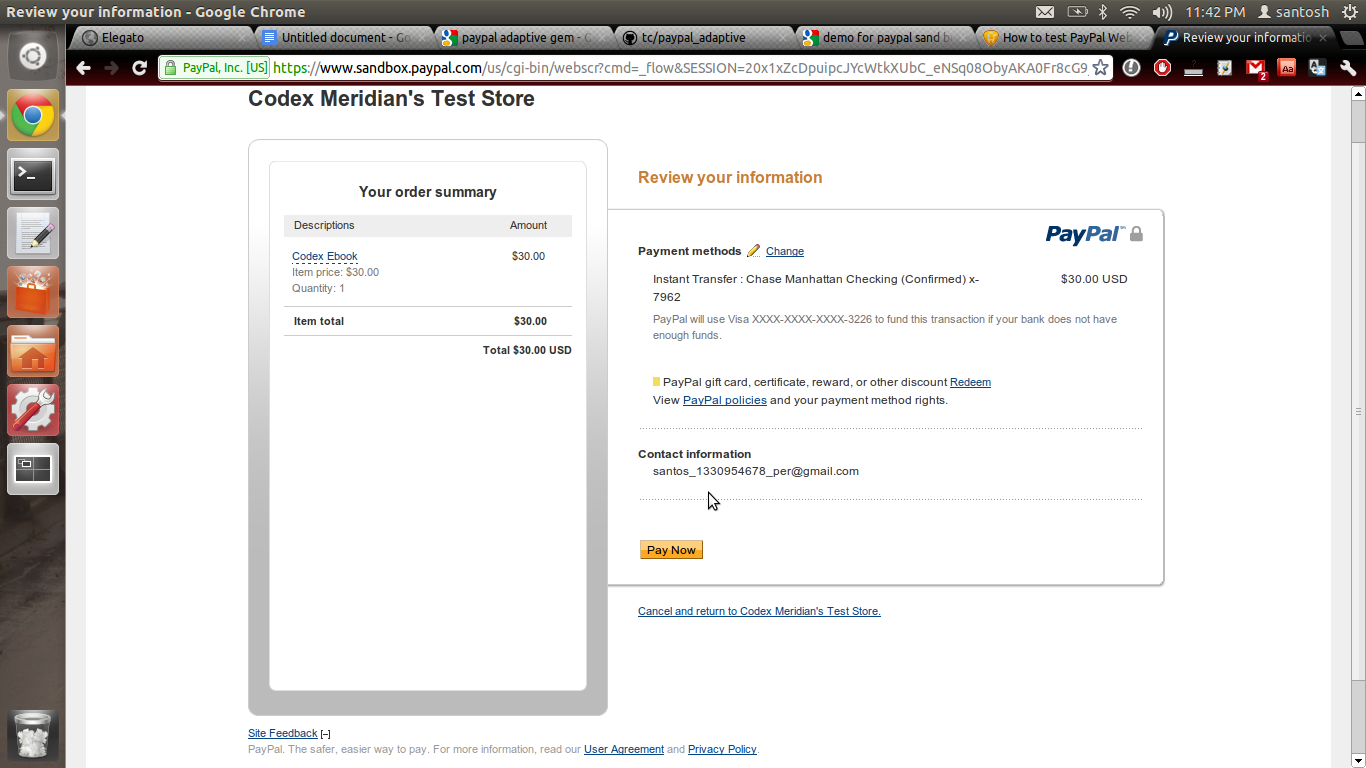 Review your information - Google Chrome
11:42 PM santosh
Elegato
Untitled document - Go
paypal adaptive gem - G
tc/paypal_adaptive
demo for paypal sand b
How to test PayPal Web
Review your informatio
PayPal, Inc. [US] https://www.sandbox.paypal.com/us/cgi-bin/webscr?cmd=_flow&SESSION=20x1xZcDpuipcJYcWtkXUbC_eNSq08ObyAKA0Fr8cG9
2
Aa
Codex Meridian's Test Store
Your order summary
Descriptions Amount
Codex Ebook $30.00
Item price: $30.00
Quantity: 1
Item total $30.00
Total $30.00 USD
Review your information
PayPal
Payment methods Change
Instant Transfer : Chase Manhattan Checking (Confirmed) x- $30.00 USD
7962
PayPal will use Visa XXXX-XXXX-XXXX-3226 to fund this transaction if your bank does not have
enough funds.
PayPal gift card, certificate, reward, or other discount Redeem
View PayPal policies and your payment method rights.
Contact information
santos_1330954678_per@gmail.com
Pay Now
Cancel and return to Codex Meridian's Test Store.
Site Feedback [–]
PayPal. The safer, easier way to pay. For more information, read our User Agreement and Privacy Policy.